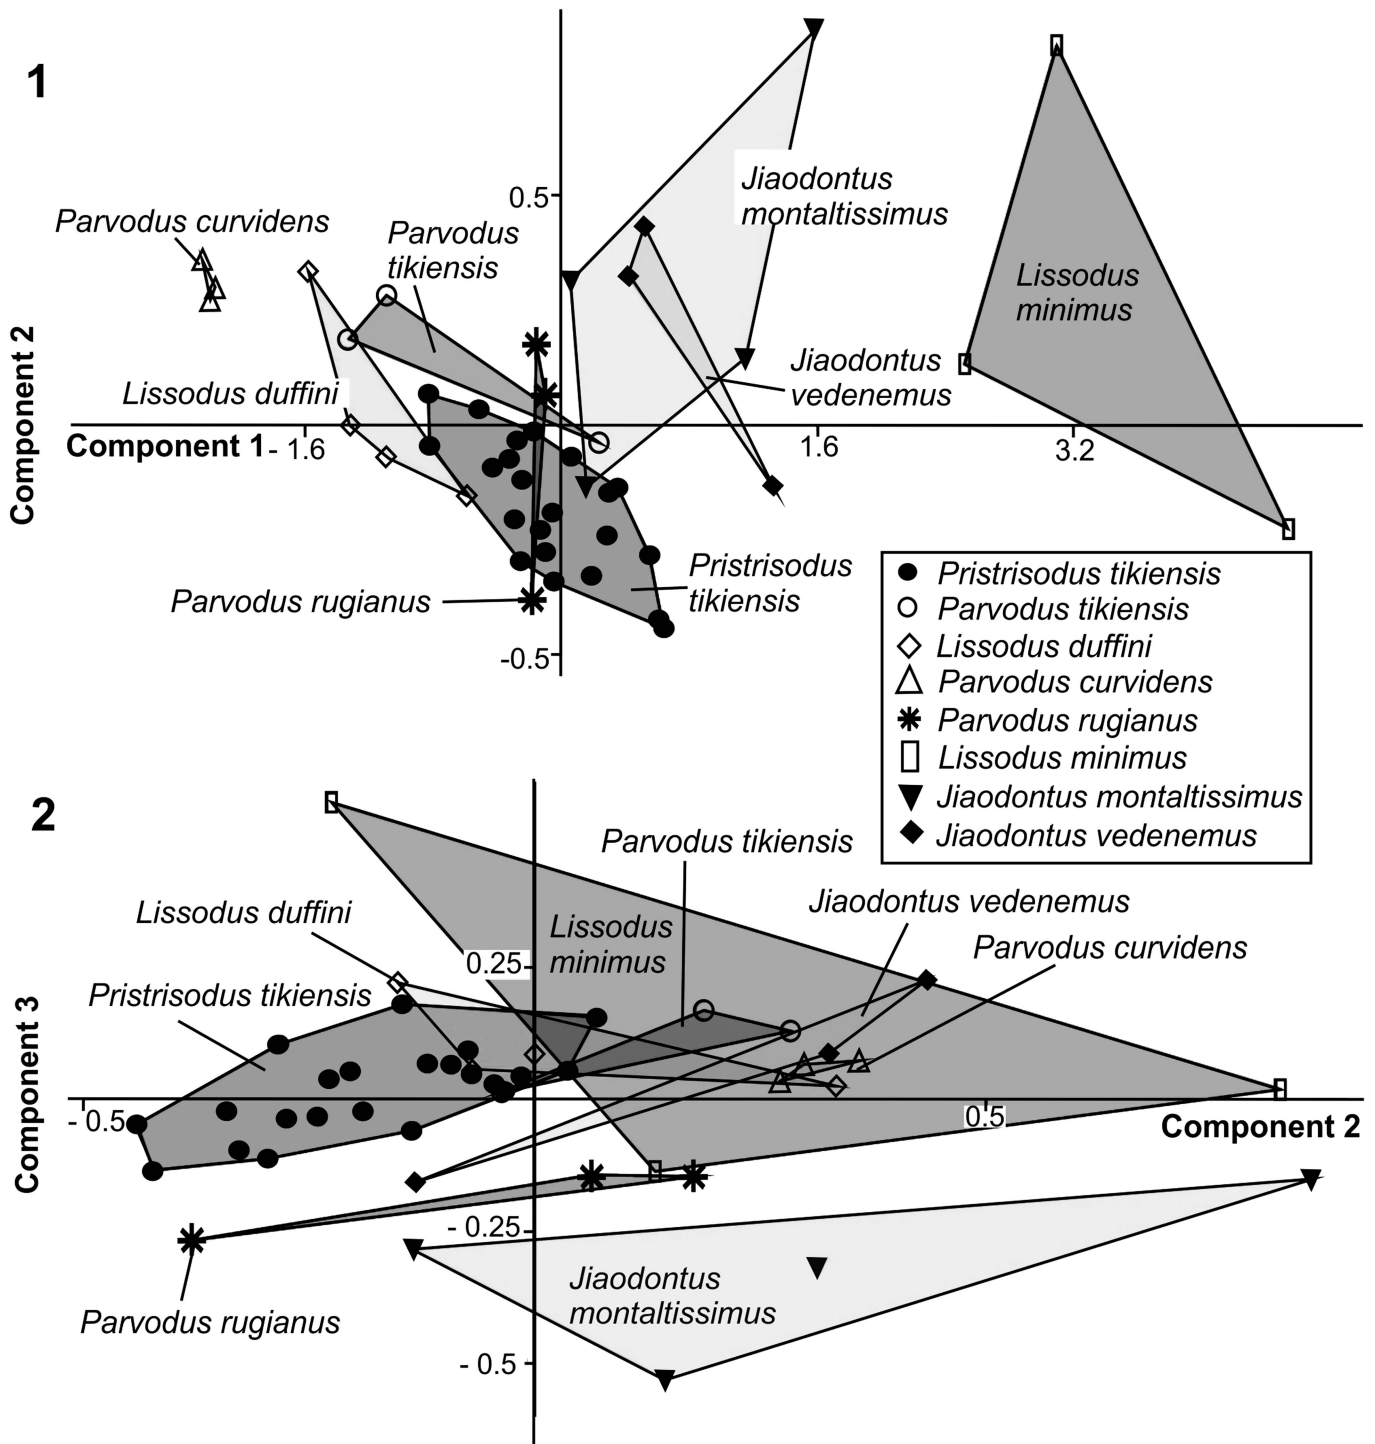 1
Jiaodontus
montaltissimus
0.5
Parvodus curvidens
Parvodus
tikiensis
Lissodus
minimus
Component 2
Jiaodontus
vedenemus
Lissodus duffini
Component 1
- 1.6
1.6
3.2
Pristrisodus
tikiensis
Parvodus rugianus
-0.5
Pristrisodus tikiensis
Parvodus tikiensis
Lissodus duffini
Parvodus curvidens
Parvodus rugianus
Lissodus minimus
Jiaodontus montaltissimus
Jiaodontus vedenemus
2
Parvodus tikiensis
Lissodus duffini
Jiaodontus vedenemus
Lissodus
minimus
Parvodus curvidens
0.25
Pristrisodus tikiensis
Component 3
- 0.5
0.5
Component 2
- 0.25
Jiaodontus
montaltissimus
Parvodus rugianus
- 0.5